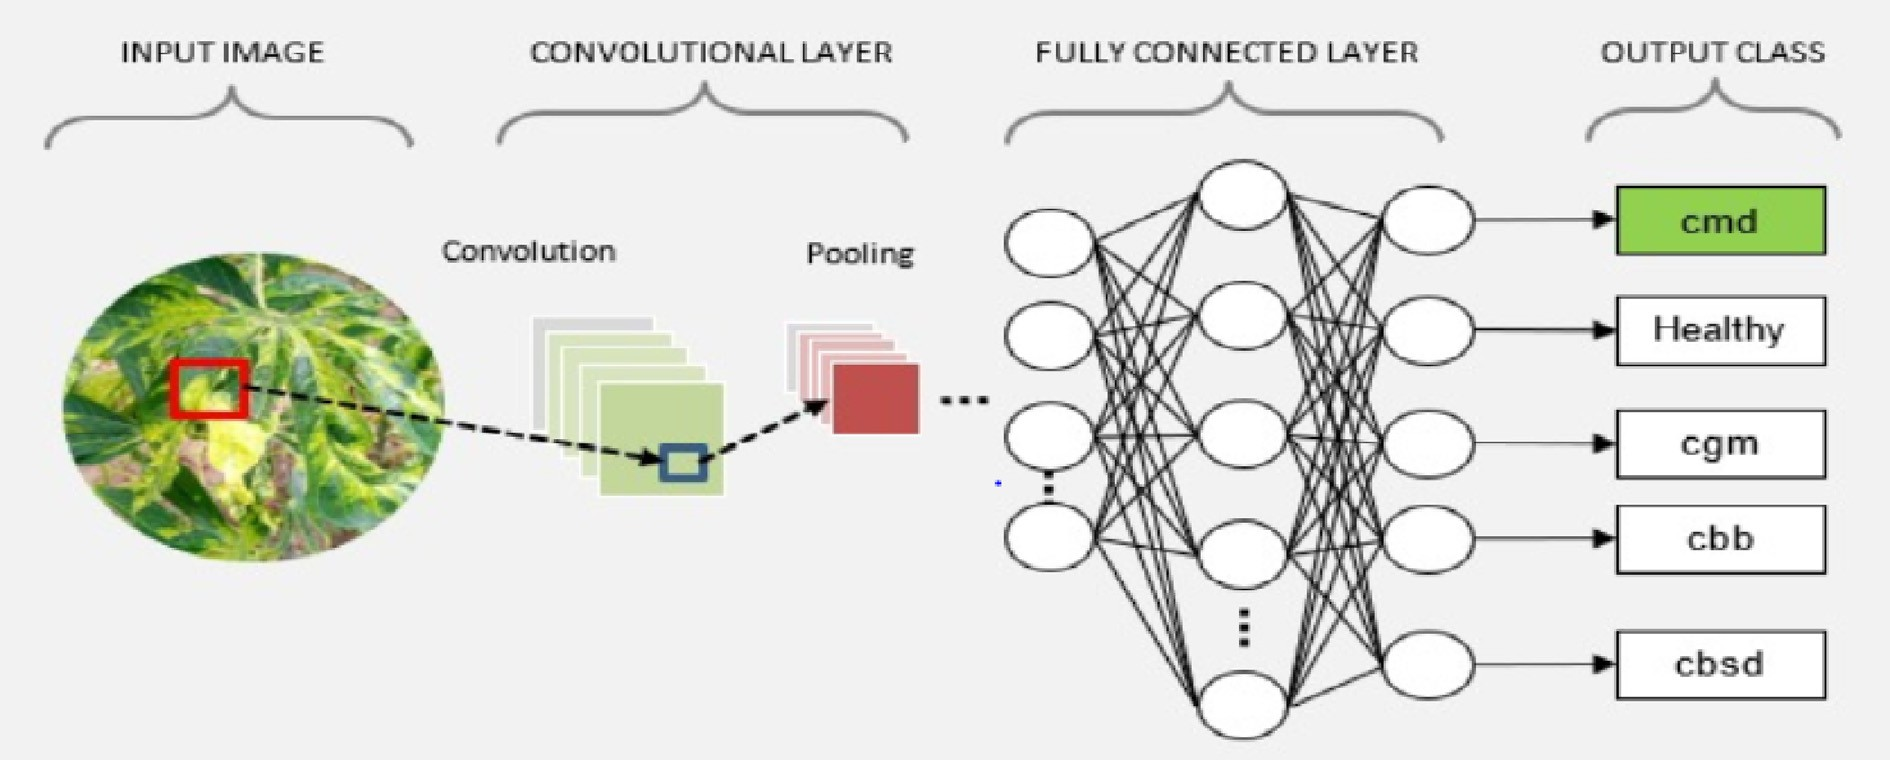 INPUT IMAGE
CONVOLUTIONAL LAYER
FULLY CONNECTED LAYER
OUTPUT CLASS
Convolution
Pooling
cmd
Healthy
cgm
cbb
cbsd